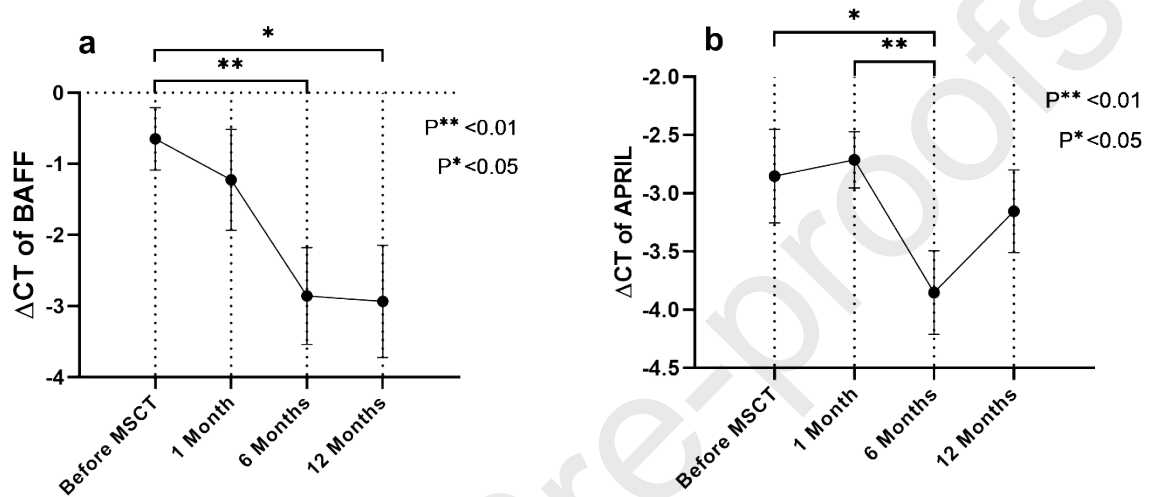 a
*
**
0
-1
-2
-3
-4
ΔCT of BAFF
P** <0.01
P* <0.05
Before MSCT
1 Month
6 Months
12 Months
b
*
**
-2.0
-2.5
-3.0
-3.5
-4.0
-4.5
ΔCT of APRIL
P** <0.01
P* <0.05
Before MSCT
1 Month
6 Months
12 Months
re-proofs